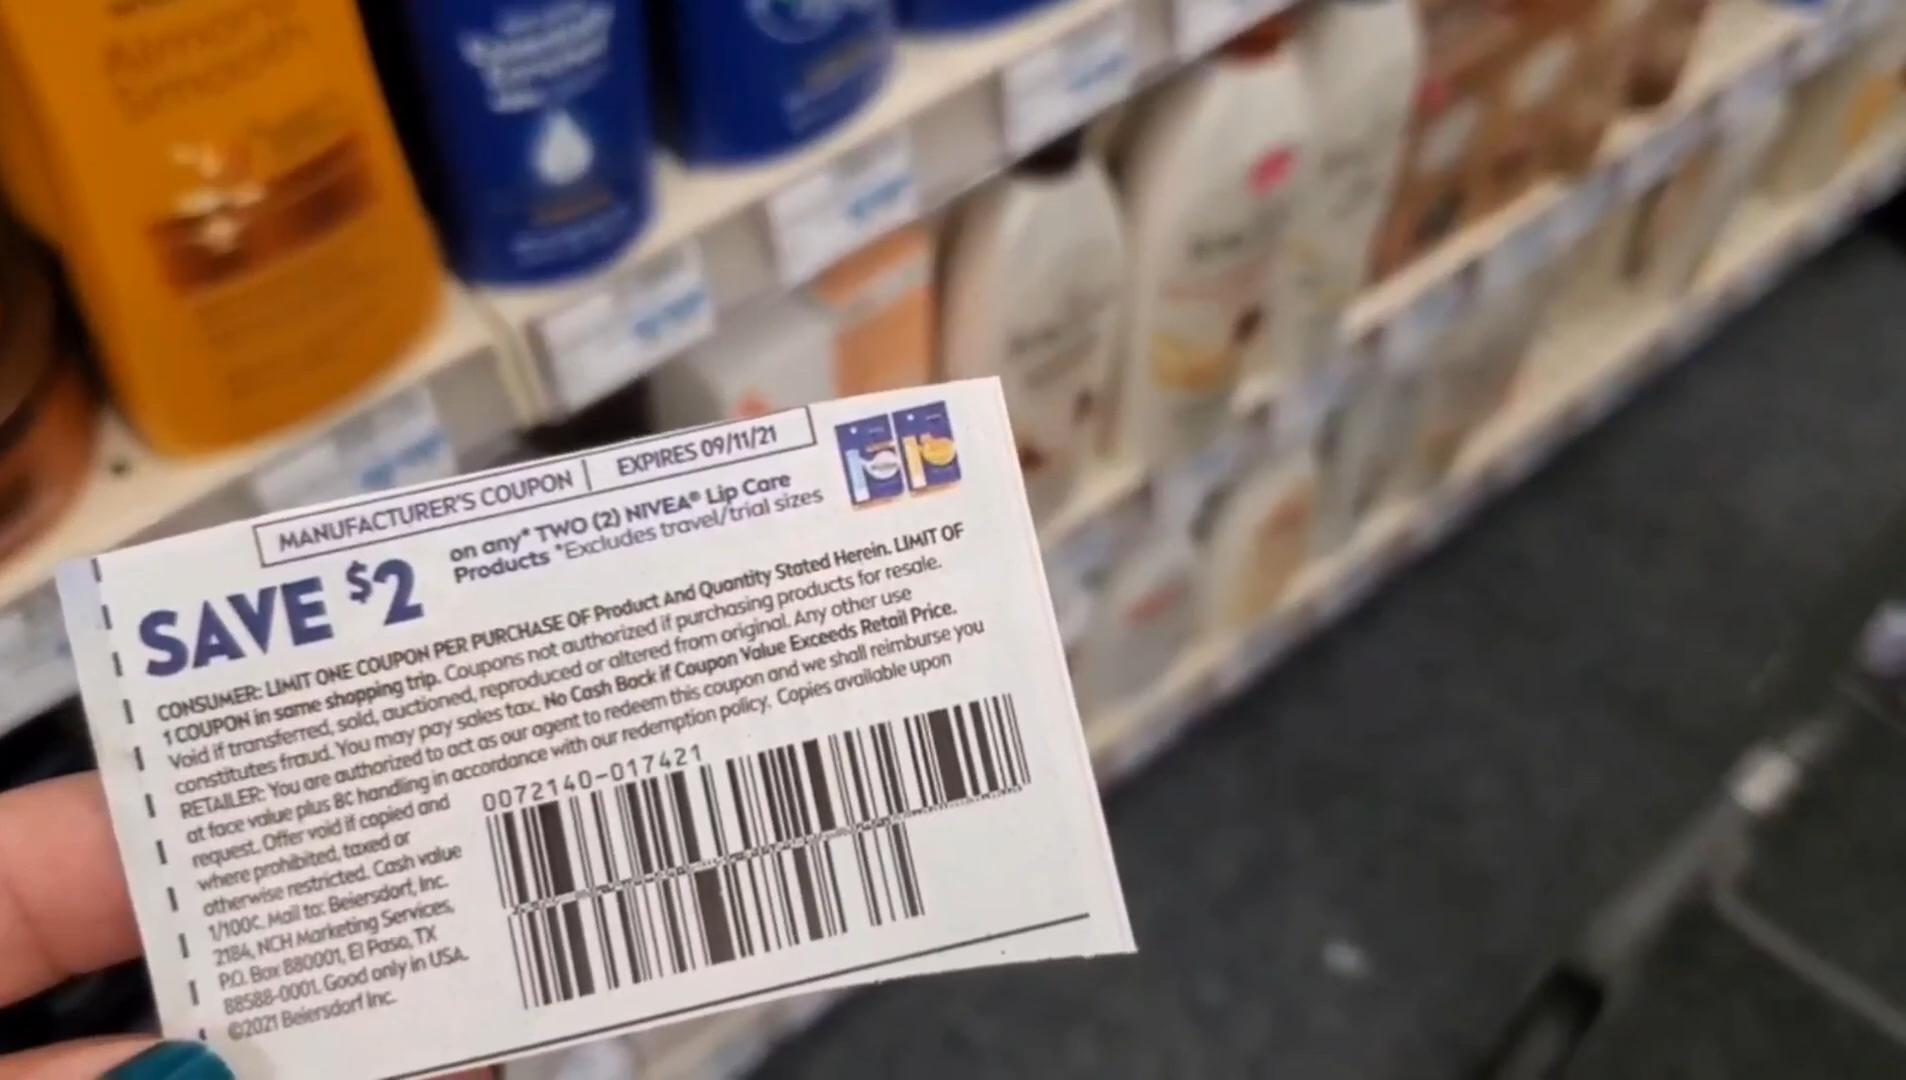 Almond
Smooth
MANUFACTURER'S COUPON | EXPIRES 09/11/21
SAVE $2
on any* TWO (2) NIVEA® Lip Care
Products *Excludes travel/trial sizes
CONSUMER: LIMIT ONE COUPON PER PURCHASE OF Product And Quantity Stated Herein. LIMIT OF
1 COUPON in same shopping trip. Coupons not authorized if purchasing products for resale.
Void if transferred, sold, auctioned, reproduced or altered from original. Any other use
constitutes fraud. You may pay sales tax. No Cash Back if Coupon Value Exceeds Retail Price.
RETAILER: You are authorized to act as our agent to redeem this coupon and we shall reimburse you
at face value plus 8¢ handling in accordance with our redemption policy. Copies available upon
request. Offer void if copied and
where prohibited, taxed or
otherwise restricted. Cash value
1/100¢. Mail to: Beiersdorf, Inc.
2184, NCH Marketing Services,
P.O. Box 880001, El Paso, TX
88588-0001. Good only in USA.
©2021 Beiersdorf Inc.
0072140-017421